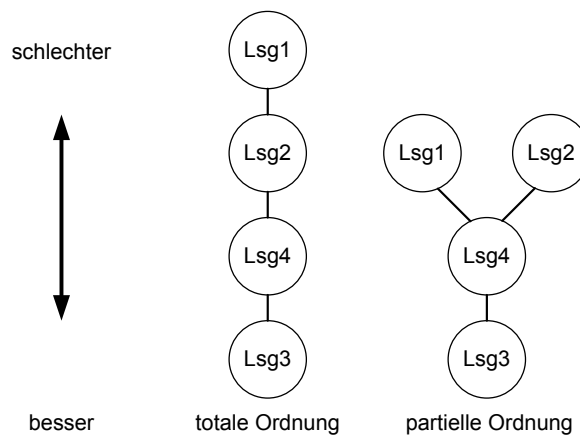 schlechter
Lsg1
Lsg2
Lsg1
Lsg2
Lsg4
Lsg4
Lsg3
Lsg3
besser
totale Ordnung
partielle Ordnung